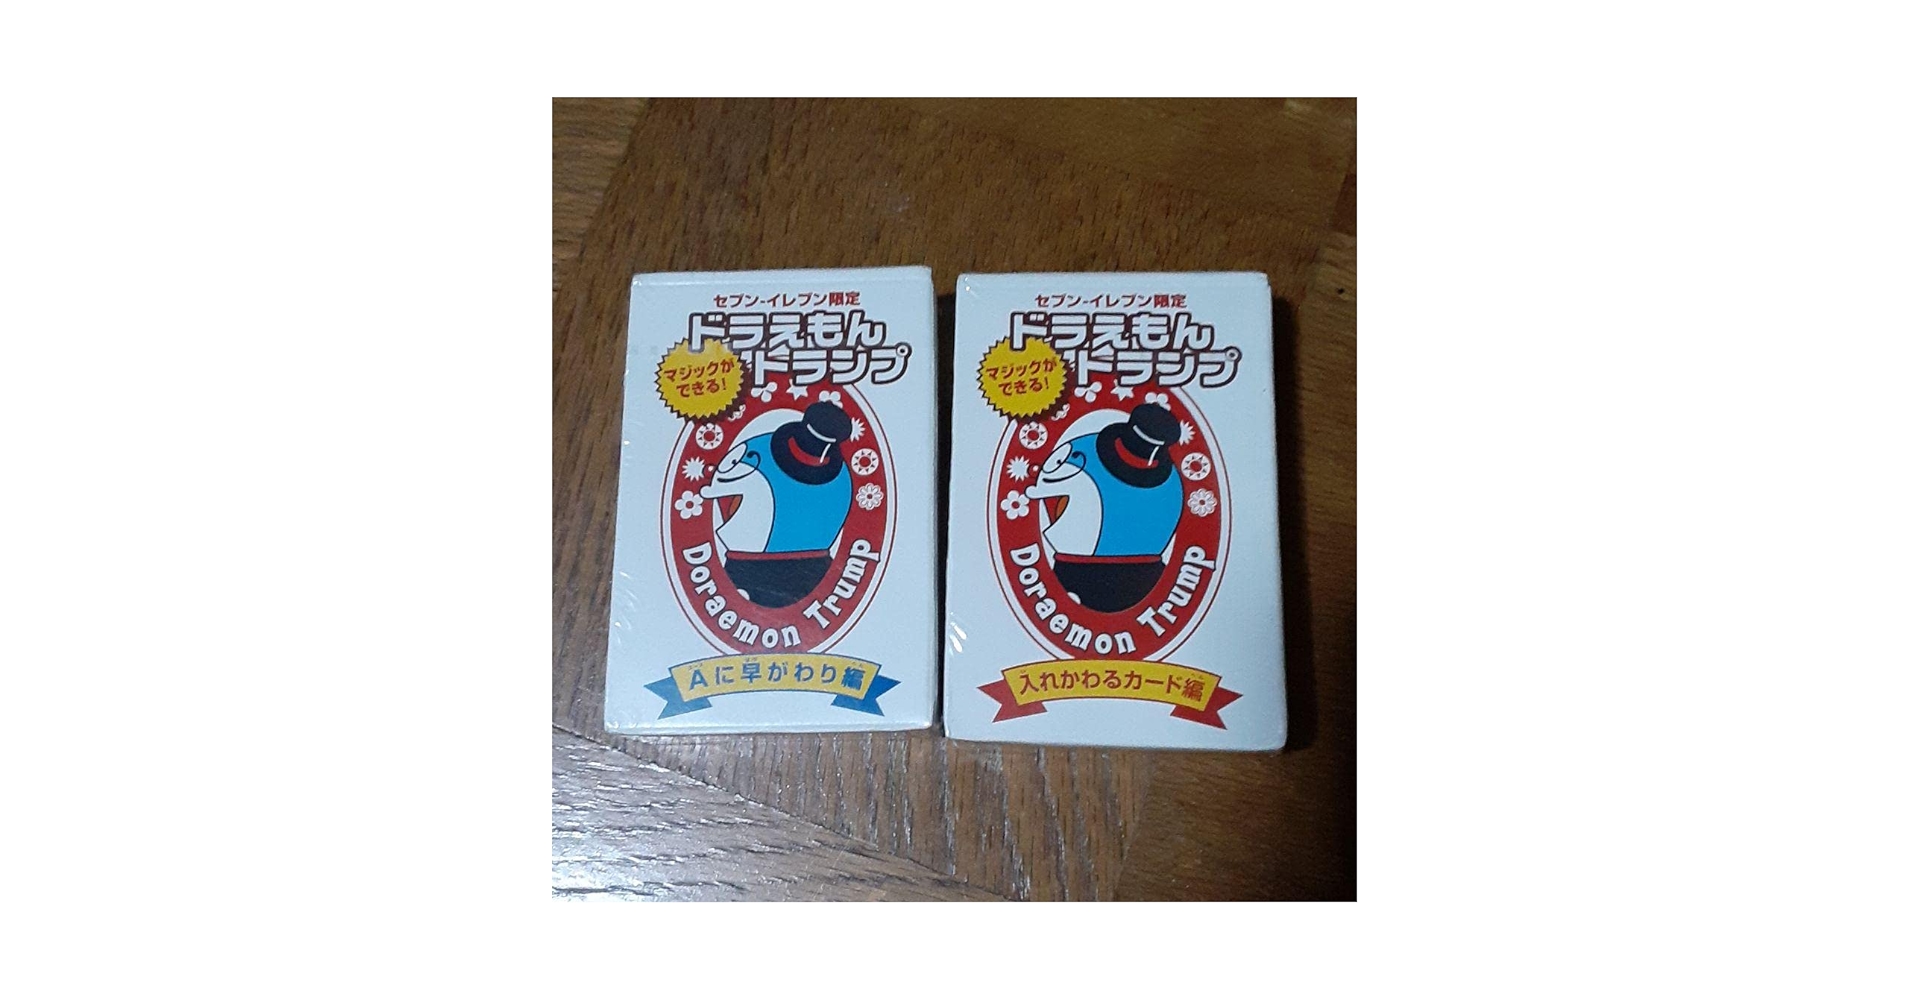 セブン-イレブン限定
ドラえもん
トランプ
マジックが
できる!
Doraemon Trump
Aに早がわり編
セブン-イレブン限定
ドラえもん
トランプ
マジックが
できる!
Doraemon Trump
入れかわるカード編